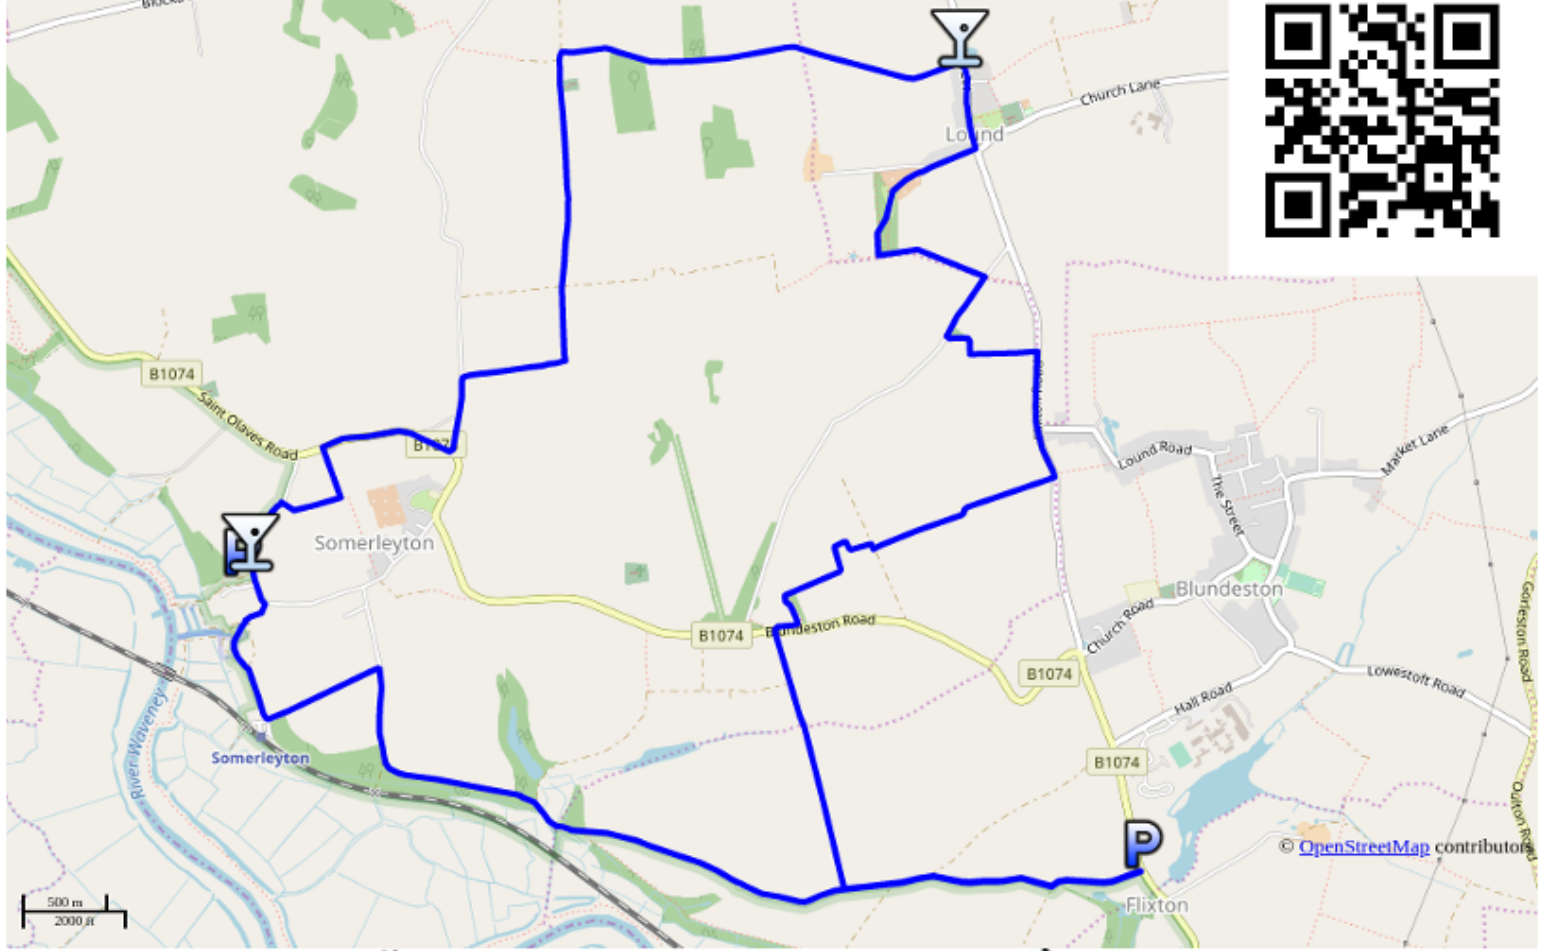 Church Lane
Lound
B1074
Saint Olaves Road
Lound Road
Market Lane
The Street
Somerleyton
Blundeston
B1074
Blundeston Road
Church Road
B1074
Gorleston Road
Hall Road
Lowestoft Road
River Waveney
Somerleyton
B1074
Oulton Road
P
© OpenStreetMap contributors
500 m
2000 ft
Flixton